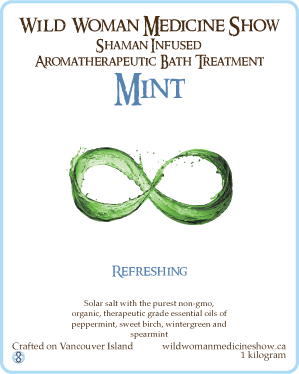 Wild Woman Medicine Show
Shaman Infused
Aromatherapeutic Bath Treatment
Mint
Refreshing
Solar salt with the purest non-gmo,
organic, therapeutic grade essential oils of
peppermint, sweet birch, wintergreen and
spearmint
Crafted on Vancouver Island wildwomanmedicineshow.ca
1 kilogram